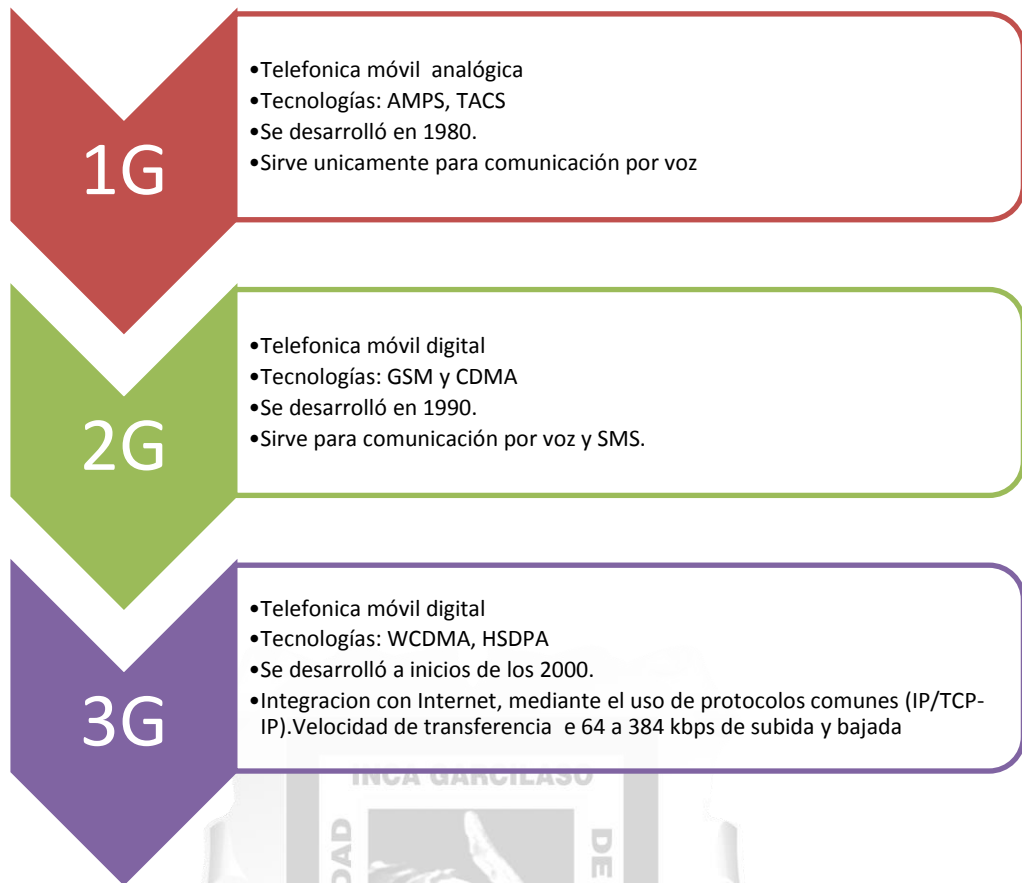 1G
•Telefonica móvil analógica
•Tecnologías: AMPS, TACS
•Se desarrolló en 1980.
•Sirve unicamente para comunicación por voz
2G
•Telefonica móvil digital
•Tecnologías: GSM y CDMA
•Se desarrolló en 1990.
•Sirve para comunicación por voz y SMS.
3G
•Telefonica móvil digital
•Tecnologías: WCDMA, HSDPA
•Se desarrolló a inicios de los 2000.
•Integracion con Internet, mediante el uso de protocolos comunes (IP/TCP-
IP).Velocidad de transferencia e 64 a 384 kbps de subida y bajada
INCA GARCILASO
DE